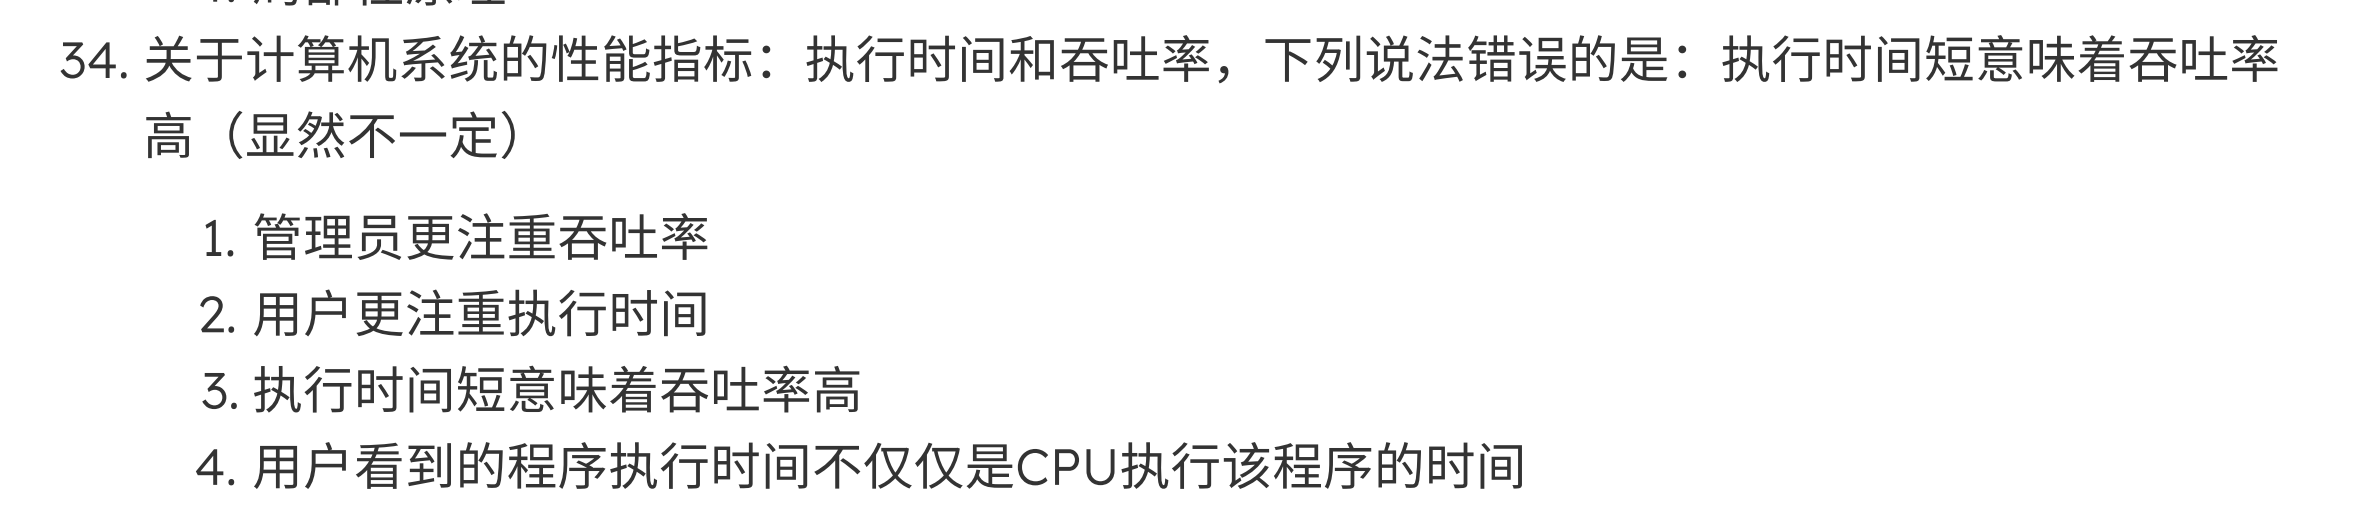 34. 关于计算机系统的性能指标：执行时间和吞吐率，下列说法错误的是：执行时间短意味着吞吐率
高（显然不一定）
1. 管理员更注重吞吐率
2. 用户更注重执行时间
3. 执行时间短意味着吞吐率高
4. 用户看到的程序执行时间不仅仅是CPU执行该程序的时间